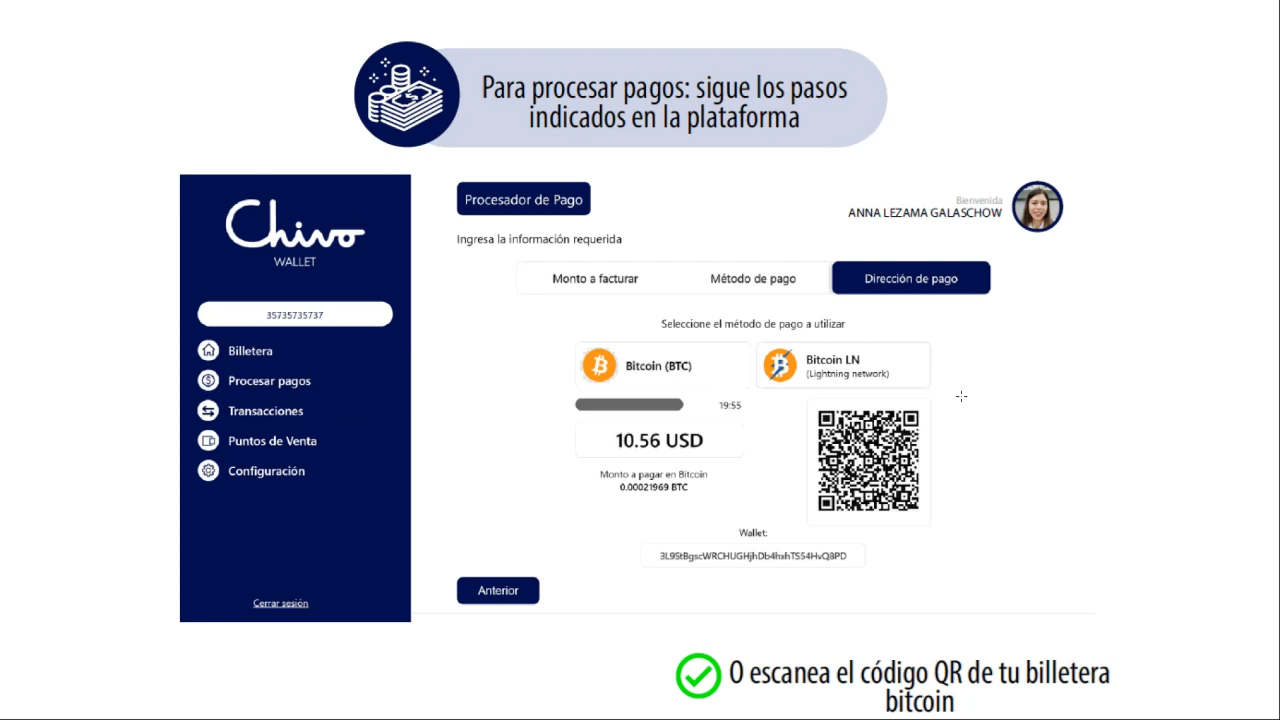 Para procesar pagos: sigue los pasos
indicados en la plataforma
Chivo
WALLET
35735735737
Billetera
Procesar pagos
Transacciones
Puntos de Venta
Configuración
Cerrar sesión
Procesador de Pago
Bienvenida
ANNA LEZAMA GALASCHOW
Ingresa la información requerida
Monto a facturar
Método de pago
Dirección de pago
Seleccione el método de pago a utilizar
Bitcoin (BTC)
Bitcoin LN
(Lightning network)
19:55
10.56 USD
Monto a pagar en Bitcoin
0.00021969 BTC
Wallet:
3L9StBgscWRCHUGHjhDb4hxhTS54HvQ8PD
Anterior
O escanea el código QR de tu billetera
bitcoin